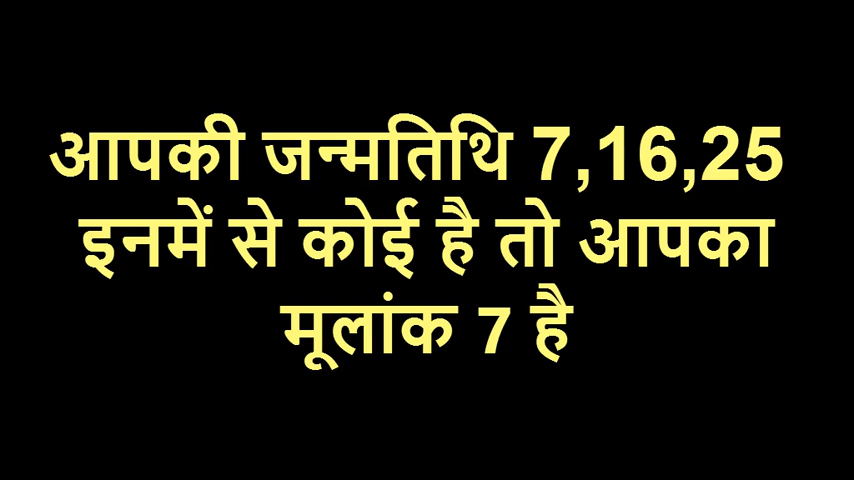 आपकी जन्मतिथि 7,16,25
इनमें से कोई है तो आपका
मूलांक 7 है